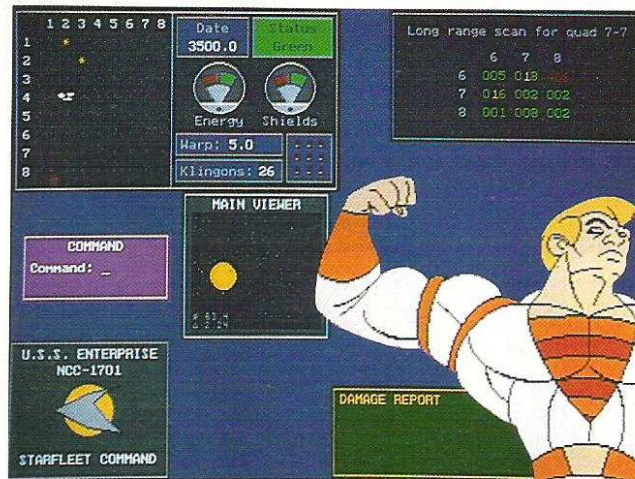 1 2 3 4 5 6 7 8
1
2
3
4
5
6
7
8
Date
3500.0
Status
Green
Energy Shields
Warp: 5.0
Klingons: 26
Long range scan for quad 7-7
6 7 8
6 005 018
7 016 002 002
8 001 008 002
COMMAND
Command: _
MAIN VIEWER
U.S.S. ENTERPRISE
NCC-1701
STARFLEET COMMAND
DAMAGE REPORT